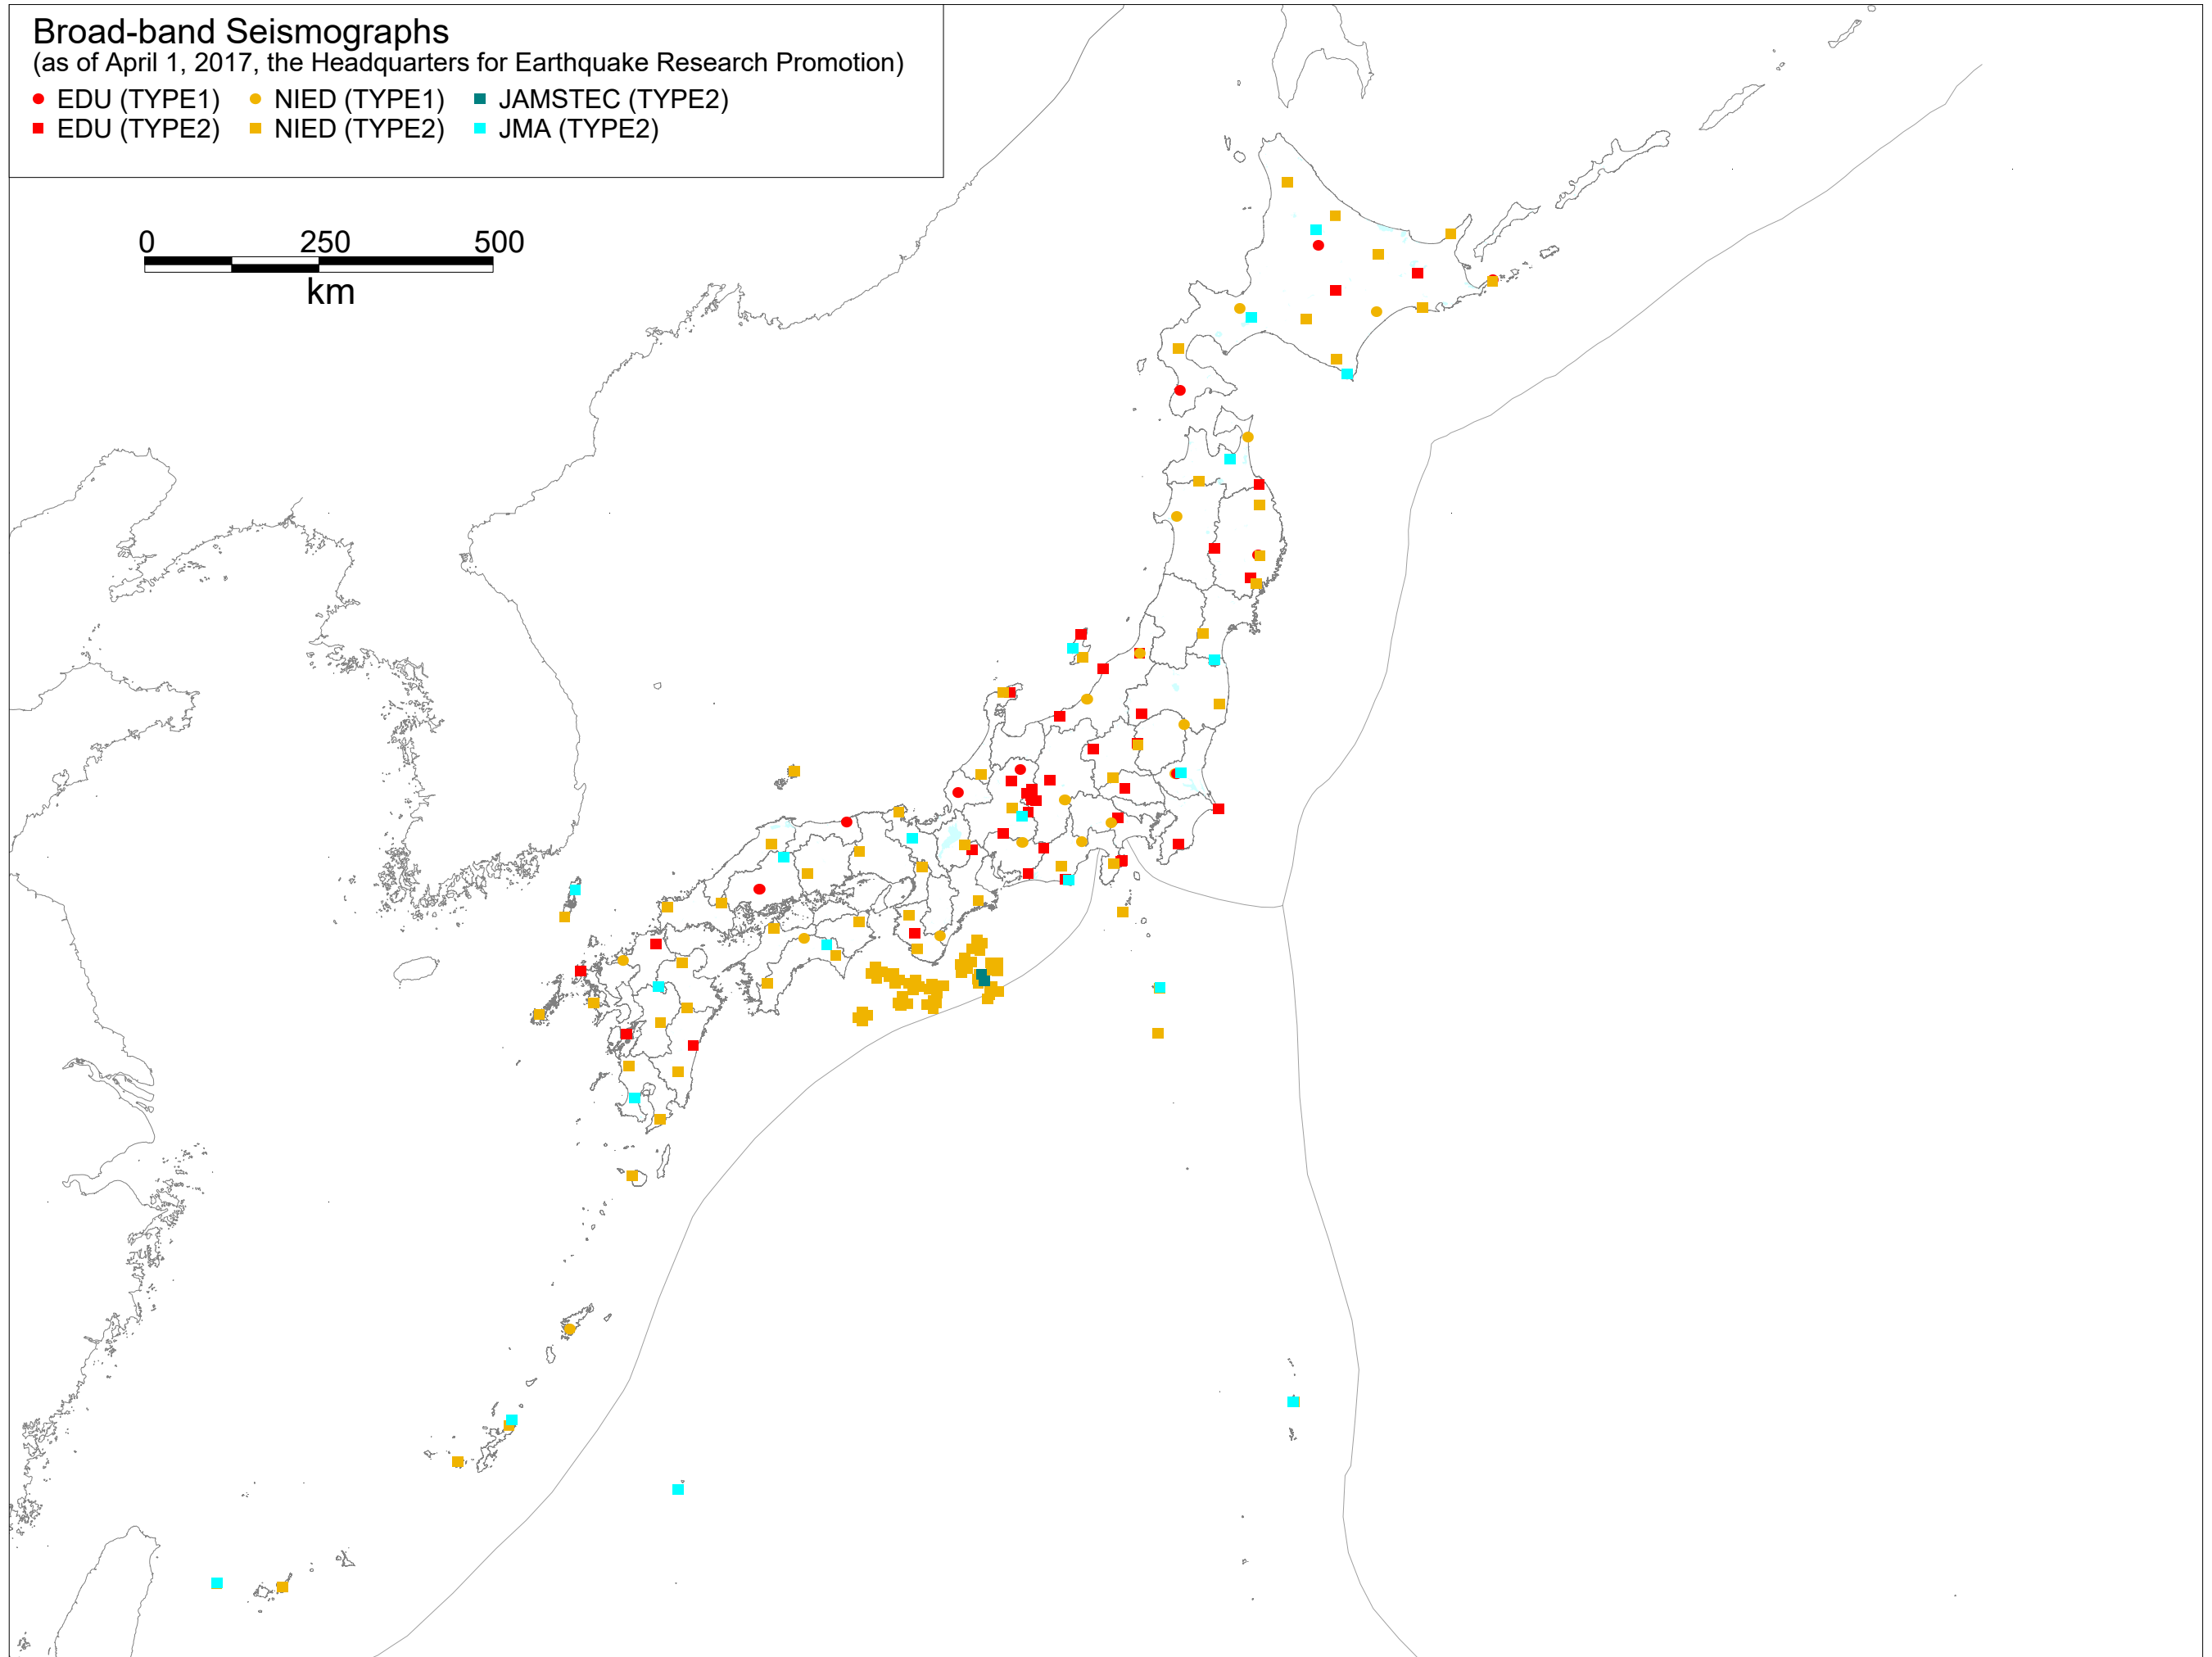 Broad-band Seismographs
(as of April 1, 2017, the Headquarters for Earthquake Research Promotion)
EDU (TYPE1) NIED (TYPE1) JAMSTEC (TYPE2)
EDU (TYPE2) NIED (TYPE2) JMA (TYPE2)
0 250 500
km